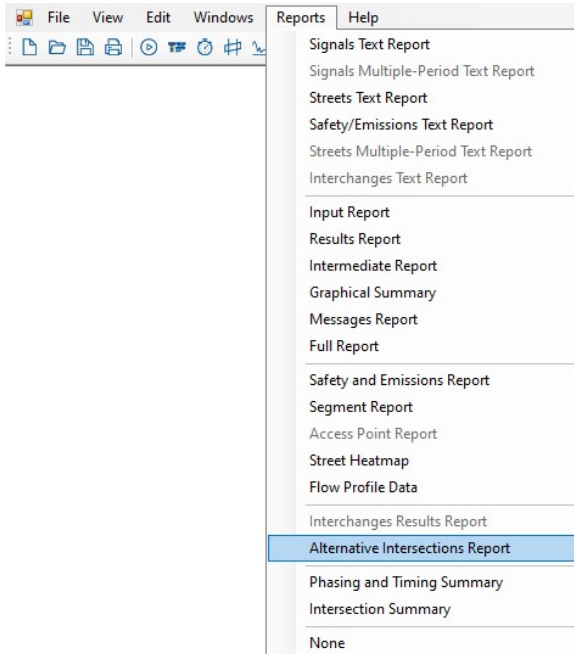 File View Edit Windows Reports Help
Signals Text Report
Signals Multiple-Period Text Report
Streets Text Report
Safety/Emissions Text Report
Streets Multiple-Period Text Report
Interchanges Text Report
Input Report
Results Report
Intermediate Report
Graphical Summary
Messages Report
Full Report
Safety and Emissions Report
Segment Report
Access Point Report
Street Heatmap
Flow Profile Data
Interchanges Results Report
Alternative Intersections Report
Phasing and Timing Summary
Intersection Summary
None